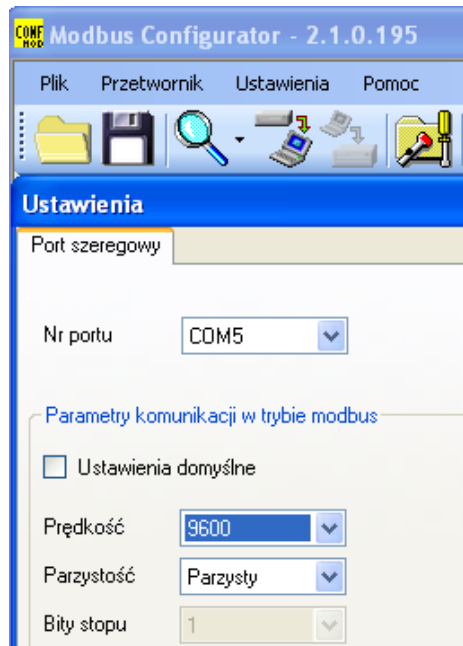 CONF MOD Modbus Configurator - 2.1.0.195
Plik Przetwornik Ustawienia Pomoc
Ustawienia
Port szeregowy
Nr portu COM5
Parametry komunikacji w trybie modbus
Ustawienia domyślne
Prędkość 9600
Parzystość Parzysty
Bity stopu 1